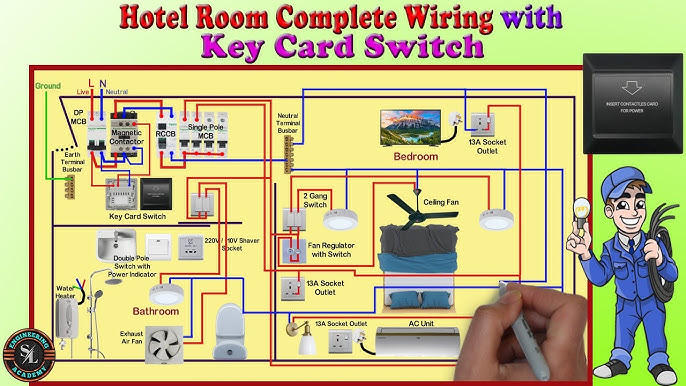 Hotel Room Complete Wiring with
Key Card Switch
Ground
L N
Live
Neutral
DP
MCB
Magnetic
Contactor
RCCB
Single Pole
MCB
Neutral
Terminal
Busbar
Earth
Terminal
Busbar
Key Card Switch
13A Socket
Outlet
Bedroom
2 Gang
Switch
Ceiling Fan
Fan Regulator
with Switch
13A Socket
Outlet
220V / 110V Shaver
Socket
Double Pole
Switch with
Power Indicator
Water
Heater
Bathroom
Exhaust
Air Fan
13A Socket Outlet
AC Unit
INSERT CONTACTLES CARD
FOR POWER
ENGINEERING
SAL
ACADEMY